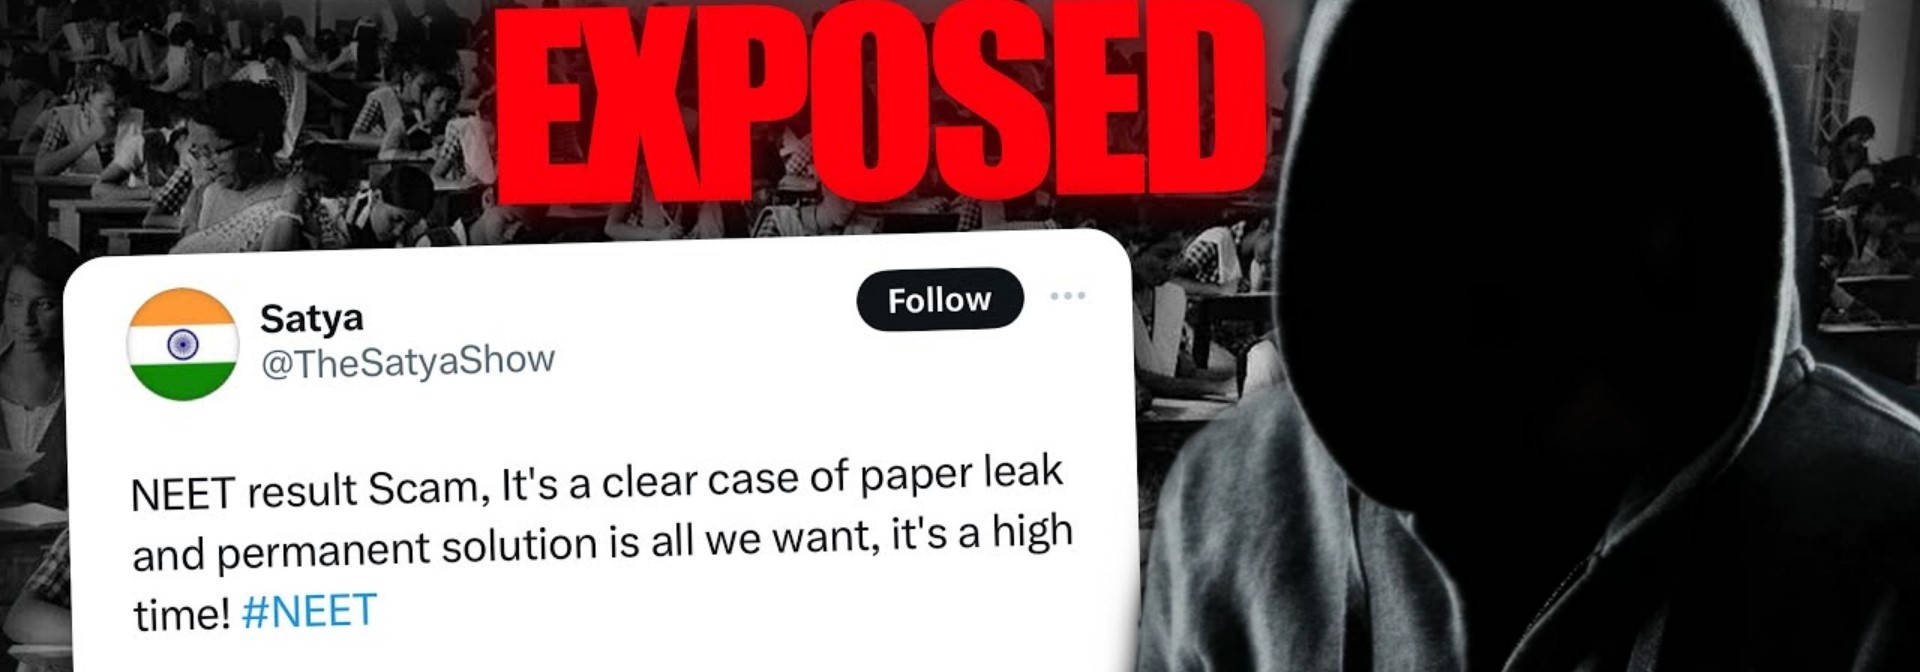 EXPOSED
Satya
Follow
@TheSatyaShow
NEET result Scam, It's a clear case of paper leak
and permanent solution is all we want, it's a high
time! #NEET